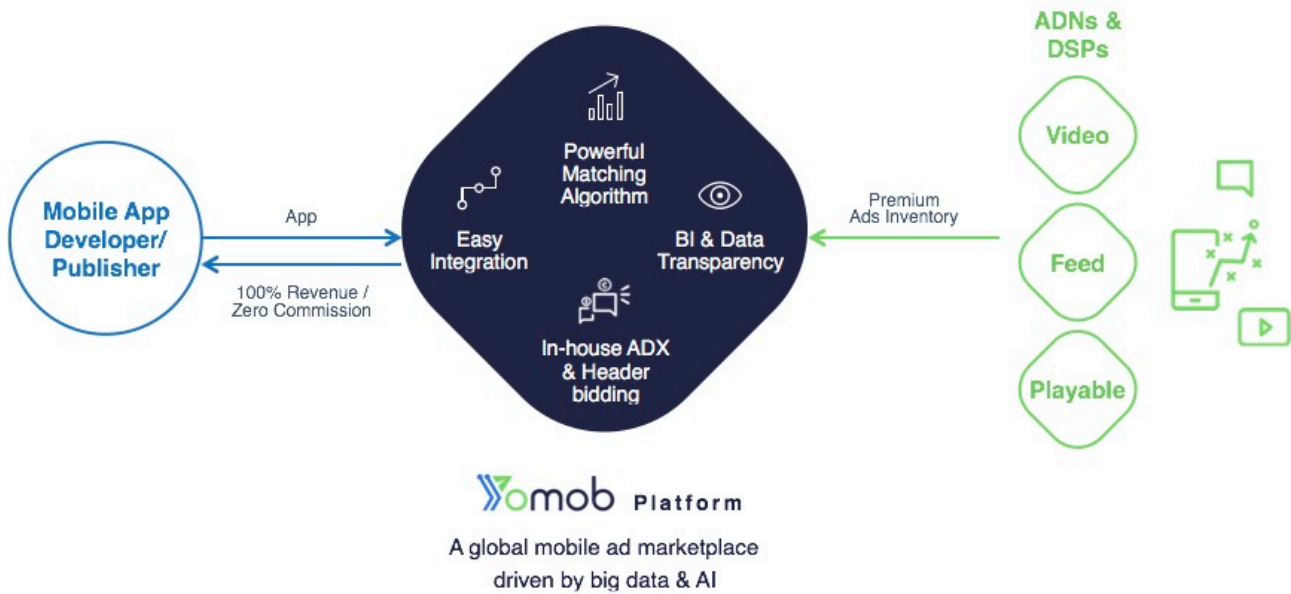 ADNs &
DSPs
Video
Feed
Playable
Mobile App
Developer/
Publisher
App
100% Revenue /
Zero Commission
Powerful
Matching
Algorithm
Easy
Integration
BI & Data
Transparency
In-house ADX
& Header
bidding
Premium
Ads Inventory
Yomob Platform
A global mobile ad marketplace
driven by big data & AI